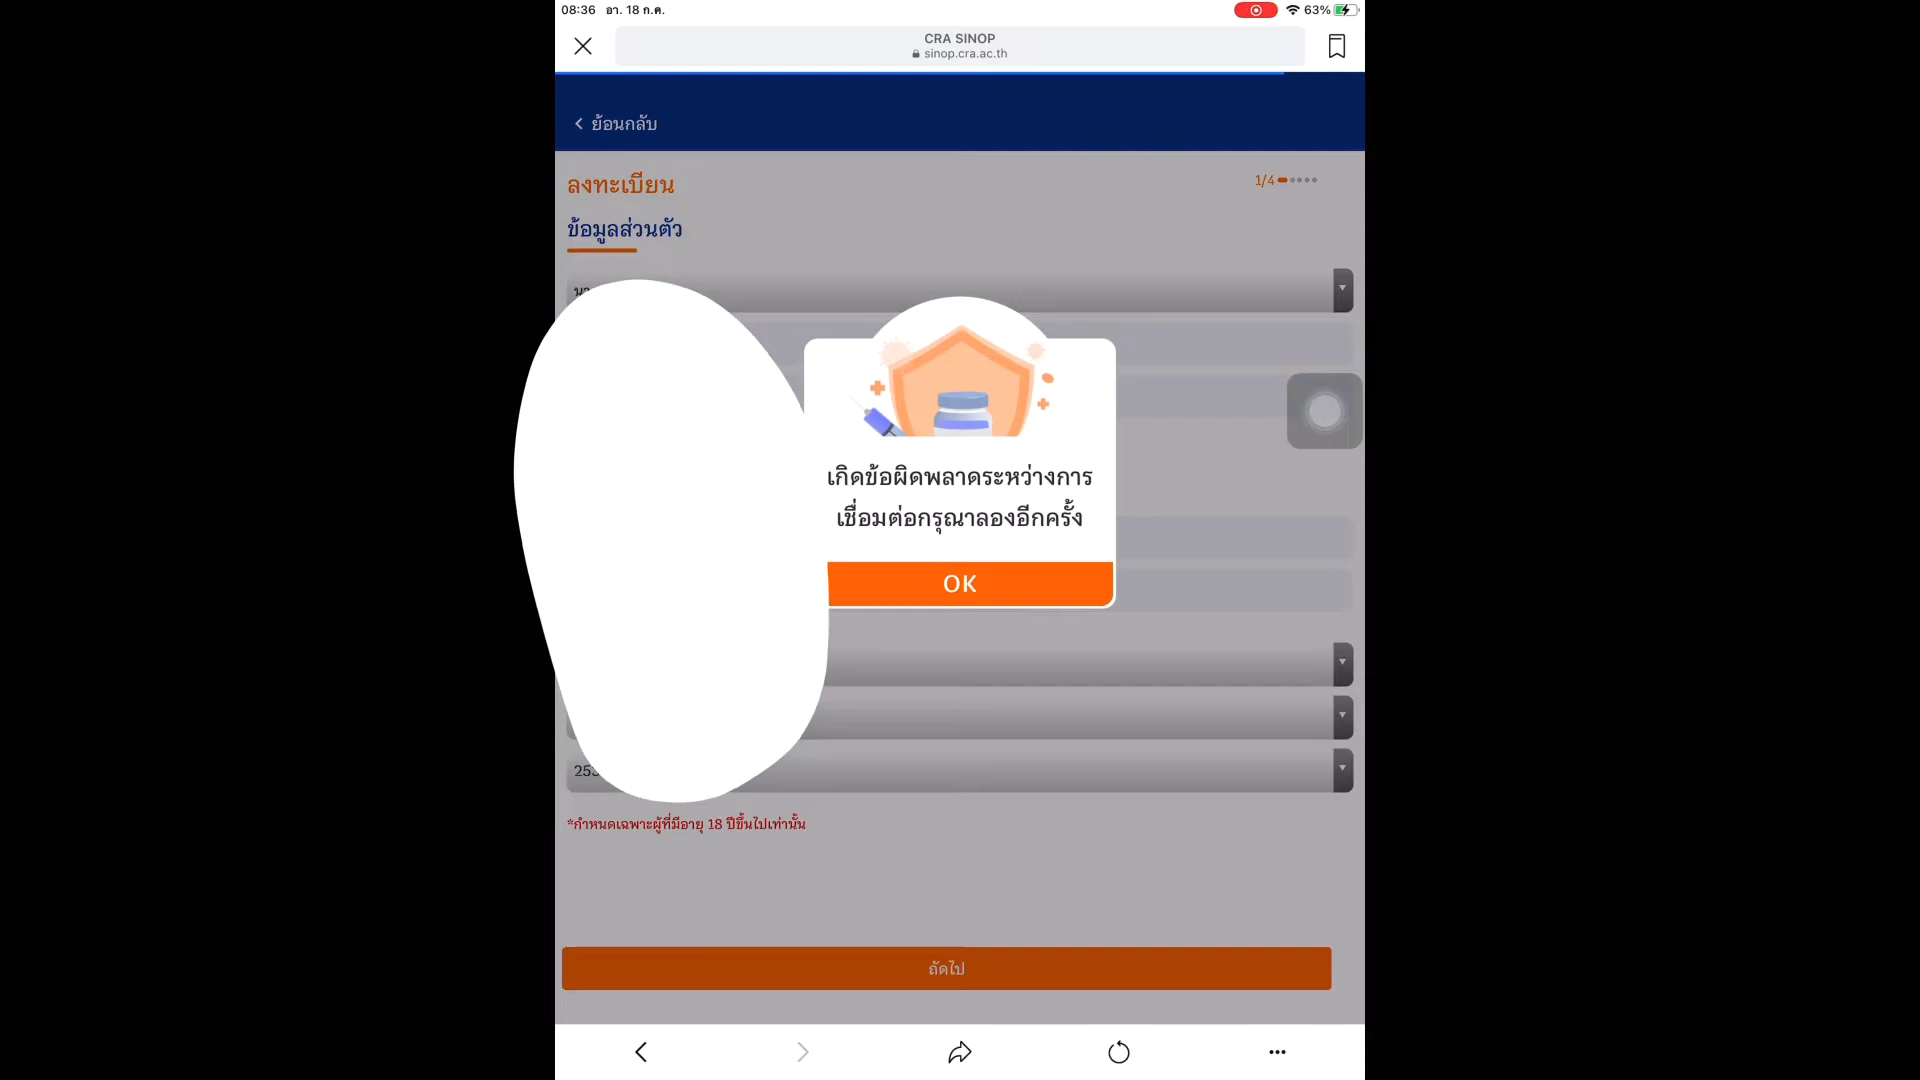 08:36 อา. 18 ก.ค.
63%
CRA SINOP
sinop.cra.ac.th
ย้อนกลับ
ลงทะเบียน
1/4
ข้อมูลส่วนตัว
เกิดข้อผิดพลาดระหว่างการ
เชื่อมต่อกรุณาลองอีกครั้ง
OK
*กำหนดเฉพาะผู้ที่มีอายุ 18 ปีขึ้นไปเท่านั้น
ถัดไป